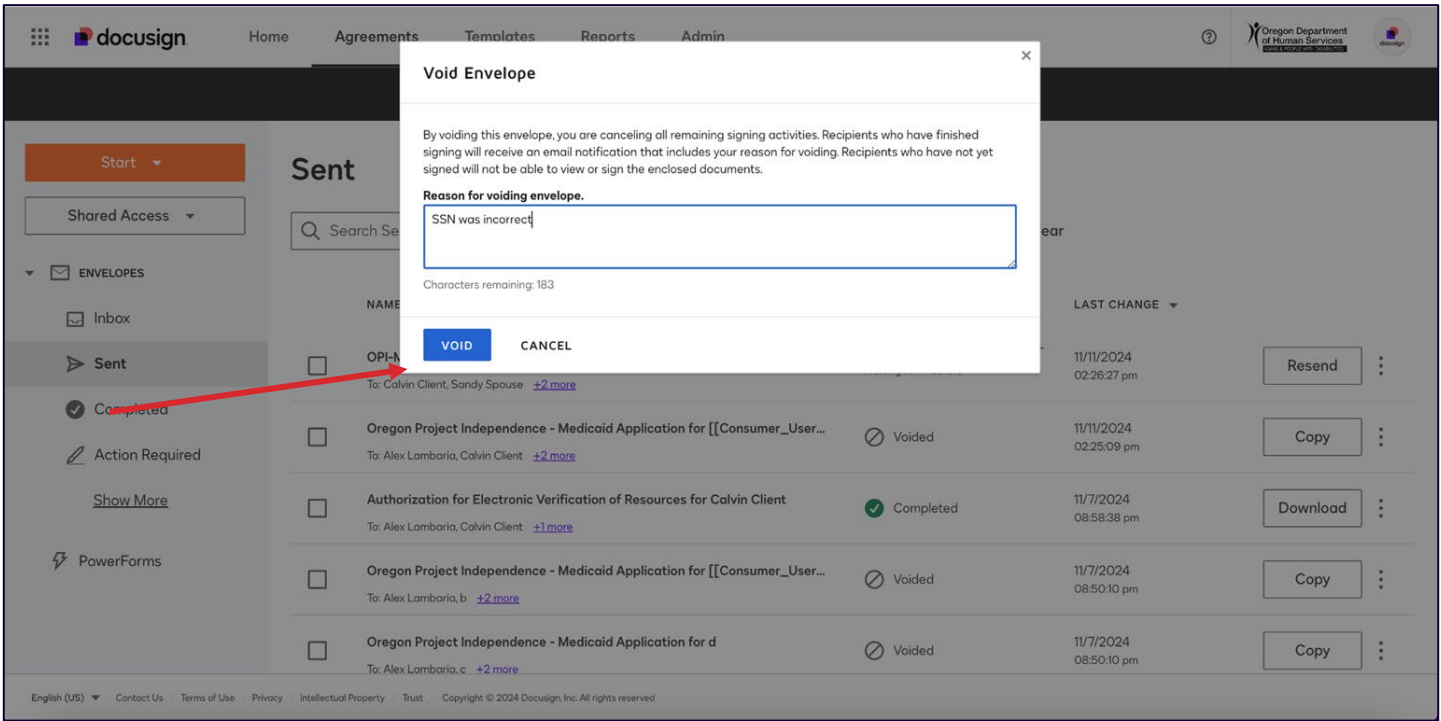 docusign
Home Agreements Templates Reports Admin
Oregon Department
of Human Services
docusign
Void Envelope
By voiding this envelope, you are canceling all remaining signing activities. Recipients who have finished
signing will receive an email notification that includes your reason for voiding. Recipients who have not yet
signed will not be able to view or sign the enclosed documents.
Reason for voiding envelope.
SSN was incorrect
Characters remaining: 183
VOID CANCEL
Start
Shared Access
ENVELOPES
Inbox
Sent
Completed
Action Required
Show More
PowerForms
Sent
Search Se
ear
NAME LAST CHANGE
OPI-M 11/11/2024 Resend
To: Calvin Client, Sandy Spouse +2 more 02:26:27 pm
Oregon Project Independence - Medicaid Application for [[Consumer_User... Voided 11/11/2024 Copy
To: Alex Lambaria, Calvin Client +2 more 02:25:09 pm
Authorization for Electronic Verification of Resources for Calvin Client Completed 11/7/2024 Download
To: Alex Lambaria, Calvin Client +1 more 08:58:38 pm
Oregon Project Independence - Medicaid Application for [[Consumer_User... Voided 11/7/2024 Copy
To: Alex Lambaria, b +2 more 08:50:10 pm
Oregon Project Independence - Medicaid Application for d Voided 11/7/2024 Copy
To: Alex Lambaria, c +2 more 08:50:10 pm
English (US) Contact Us Terms of Use Privacy Intellectual Property Trust Copyright © 2024 Docusign, Inc. All rights reserved